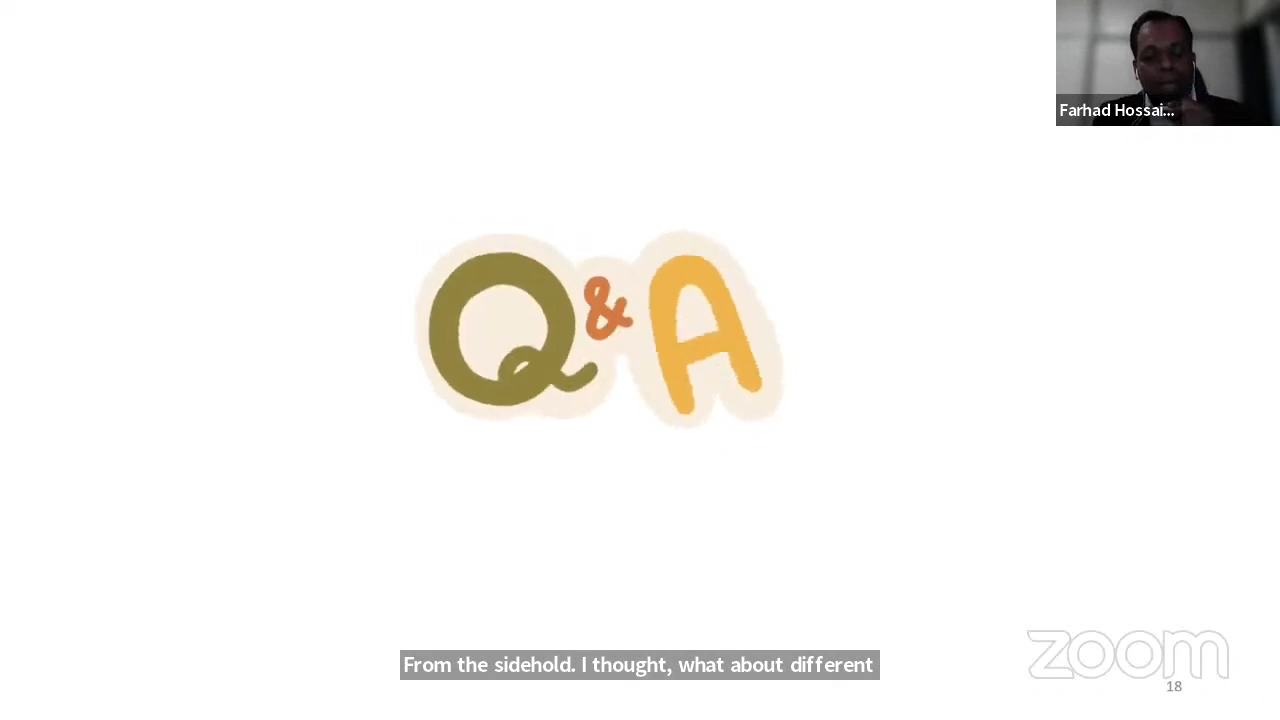 Farhad Hossai...
Q & A
From the sidehold. I thought, what about different
zoom
18